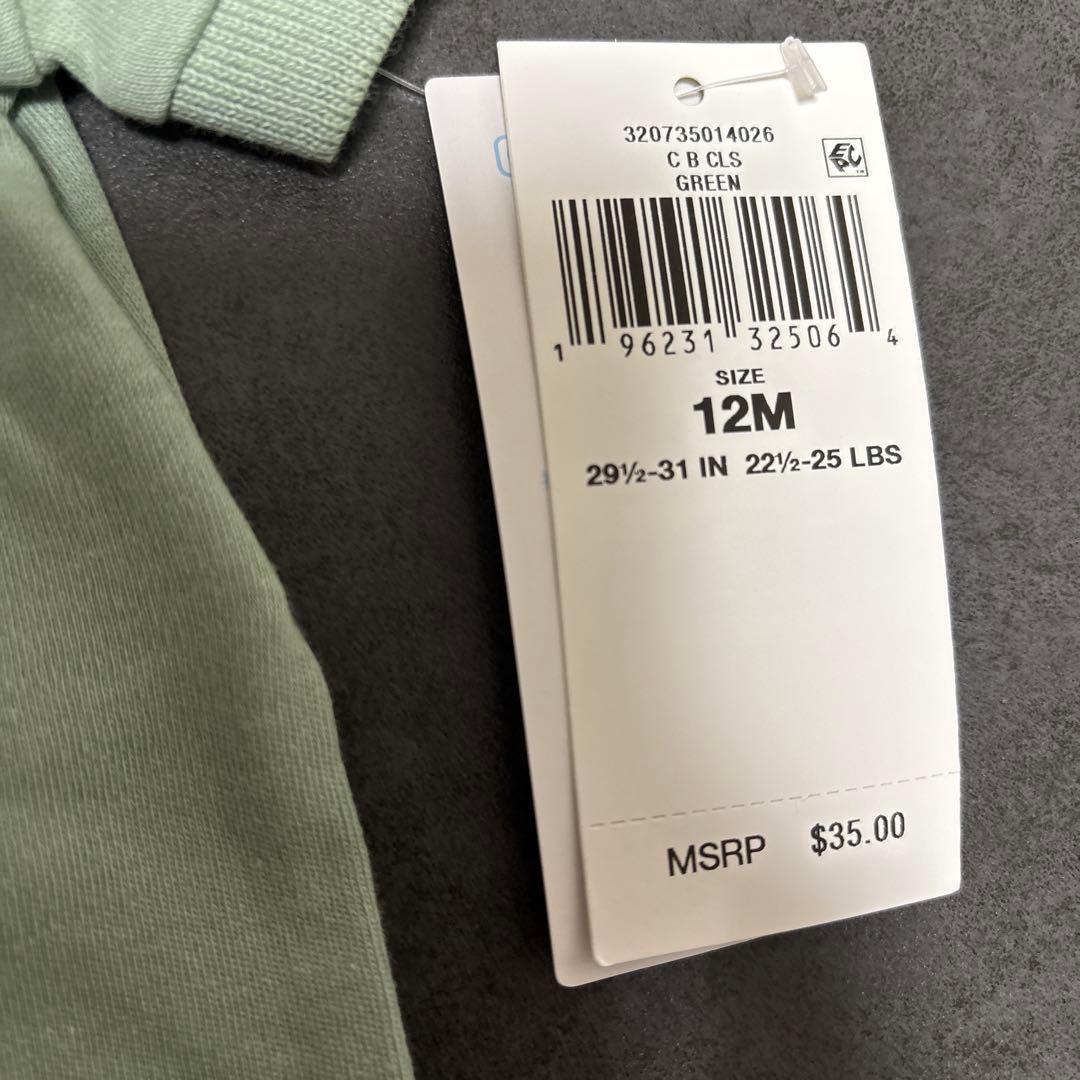 320735014026
C B CLS
GREEN
EPC
1 96231 32506 4
SIZE
12M
29½-31 IN 22½-25 LBS
MSRP $35.00